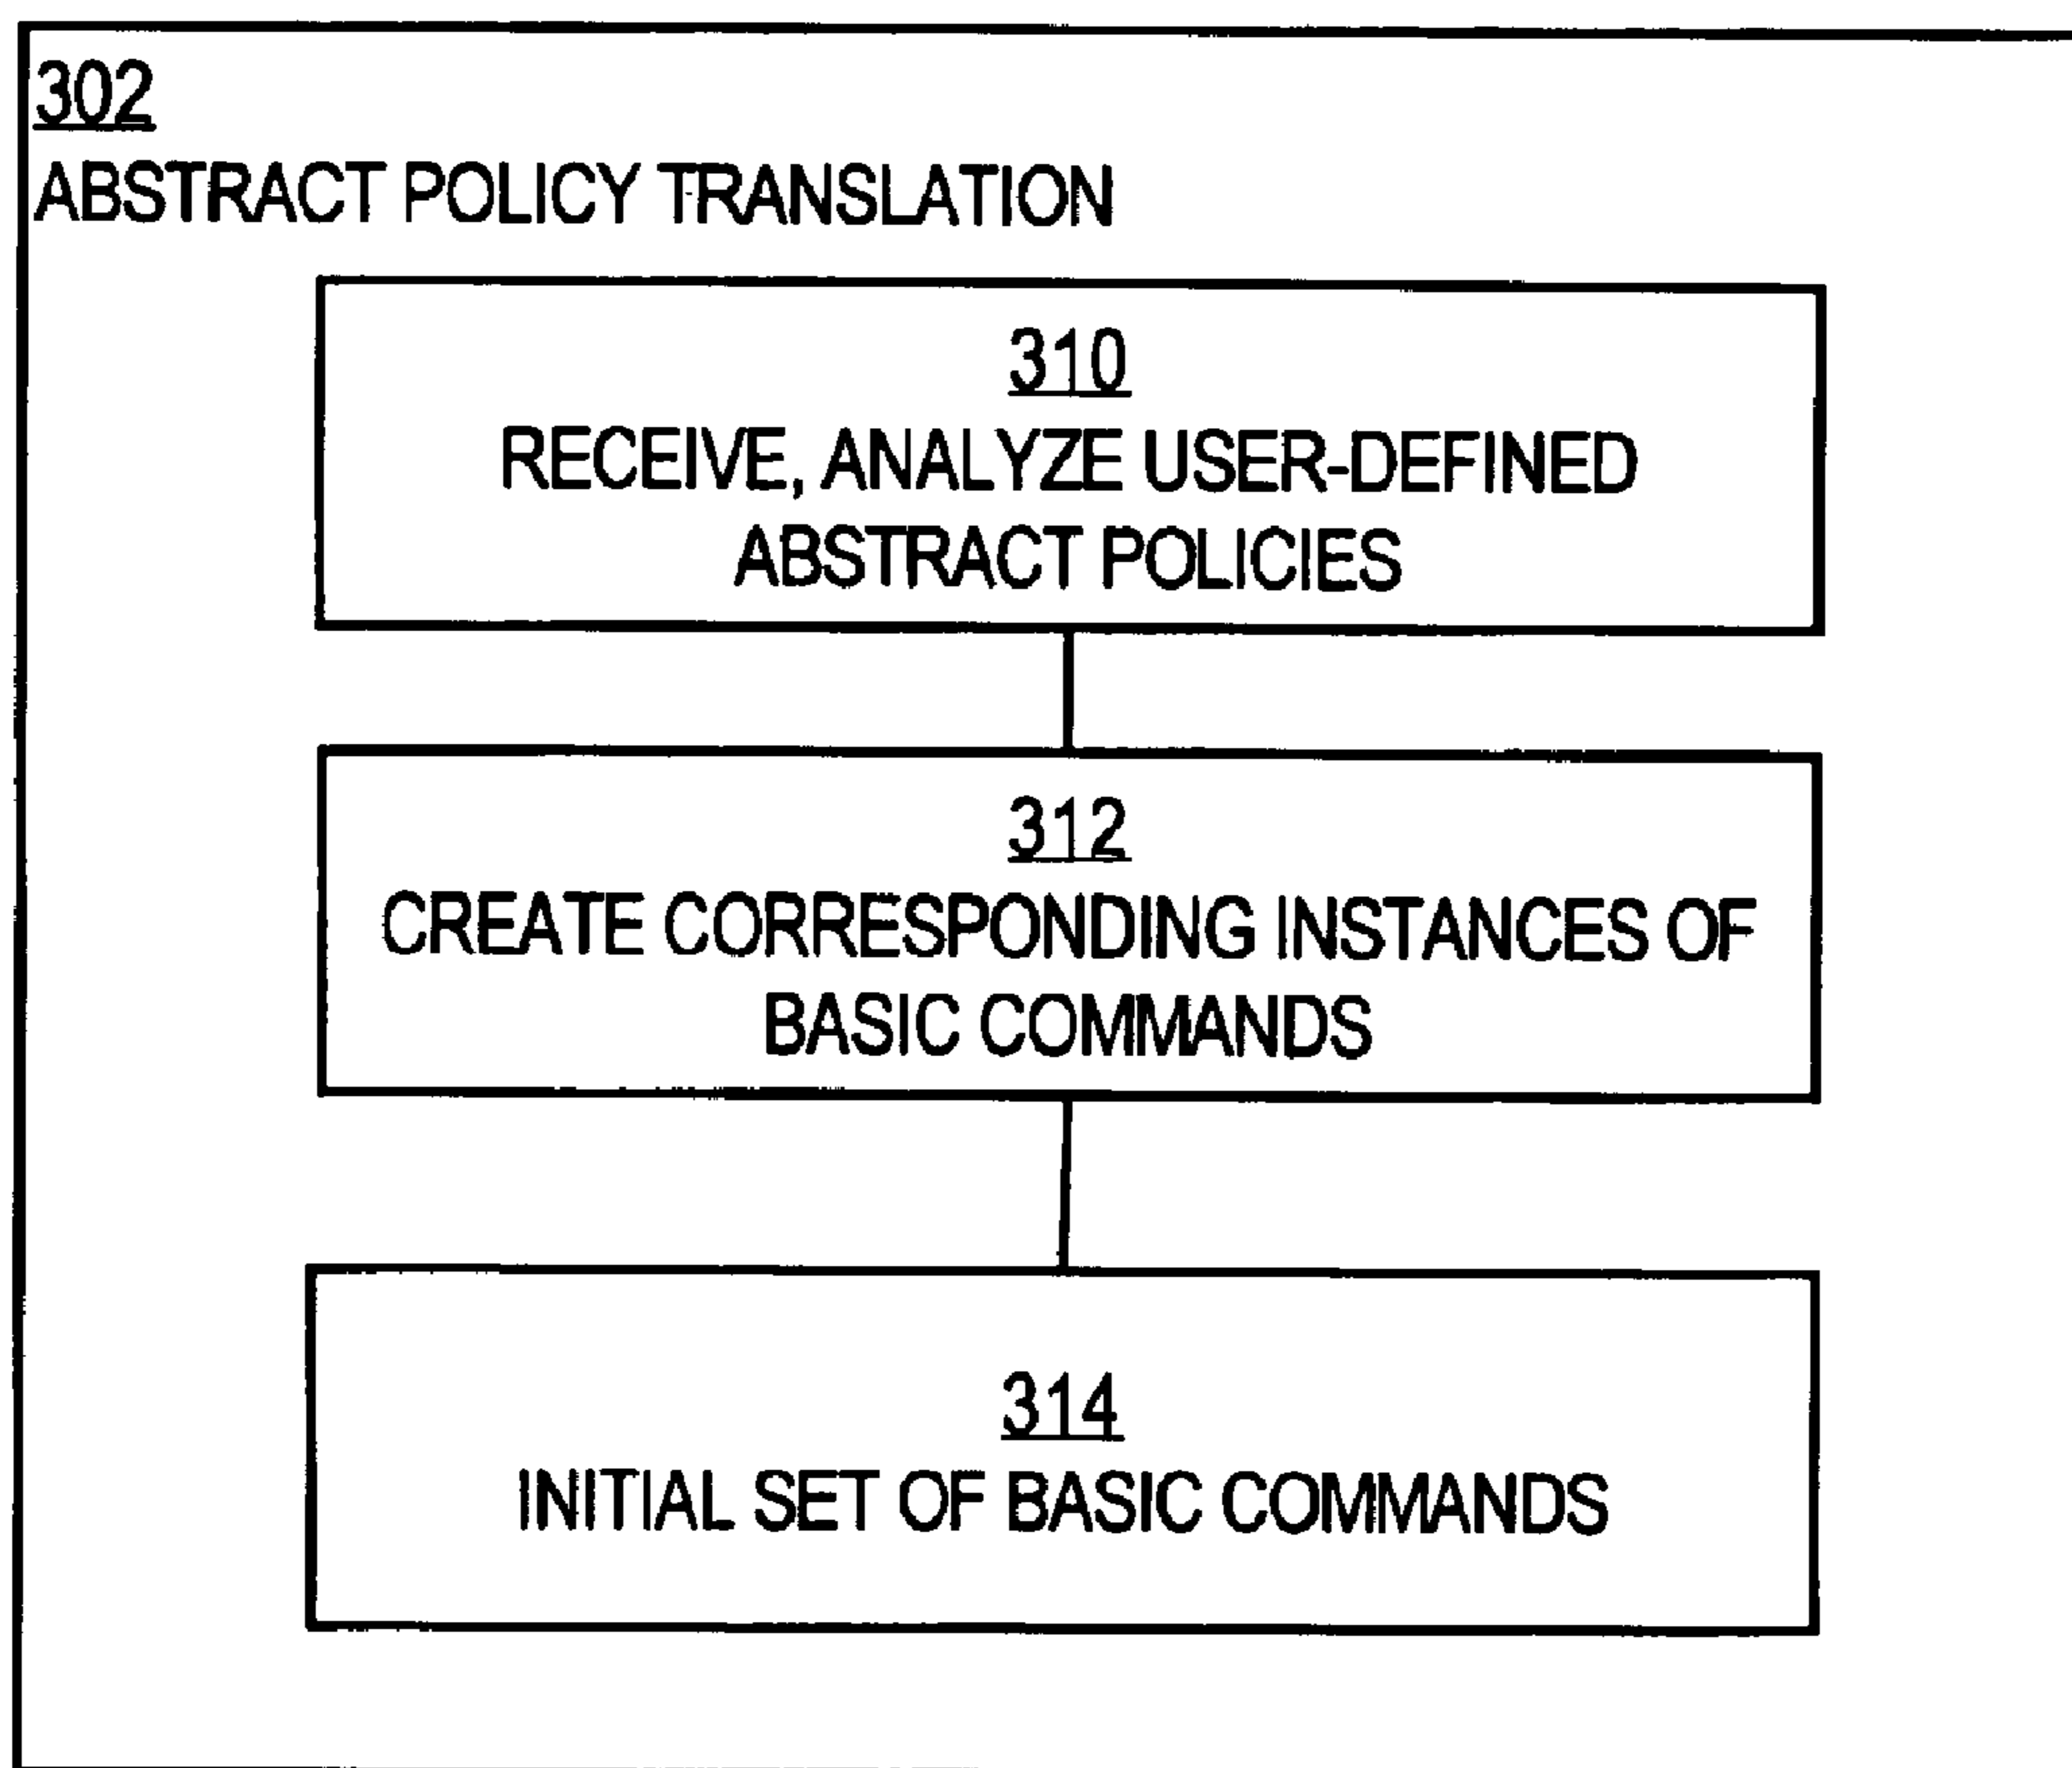 302
ABSTRACT POLICY TRANSLATION
310
RECEIVE, ANALYZE USER-DEFINED
ABSTRACT POLICIES
312
CREATE CORRESPONDING INSTANCES OF
BASIC COMMANDS
314
INITIAL SET OF BASIC COMMANDS